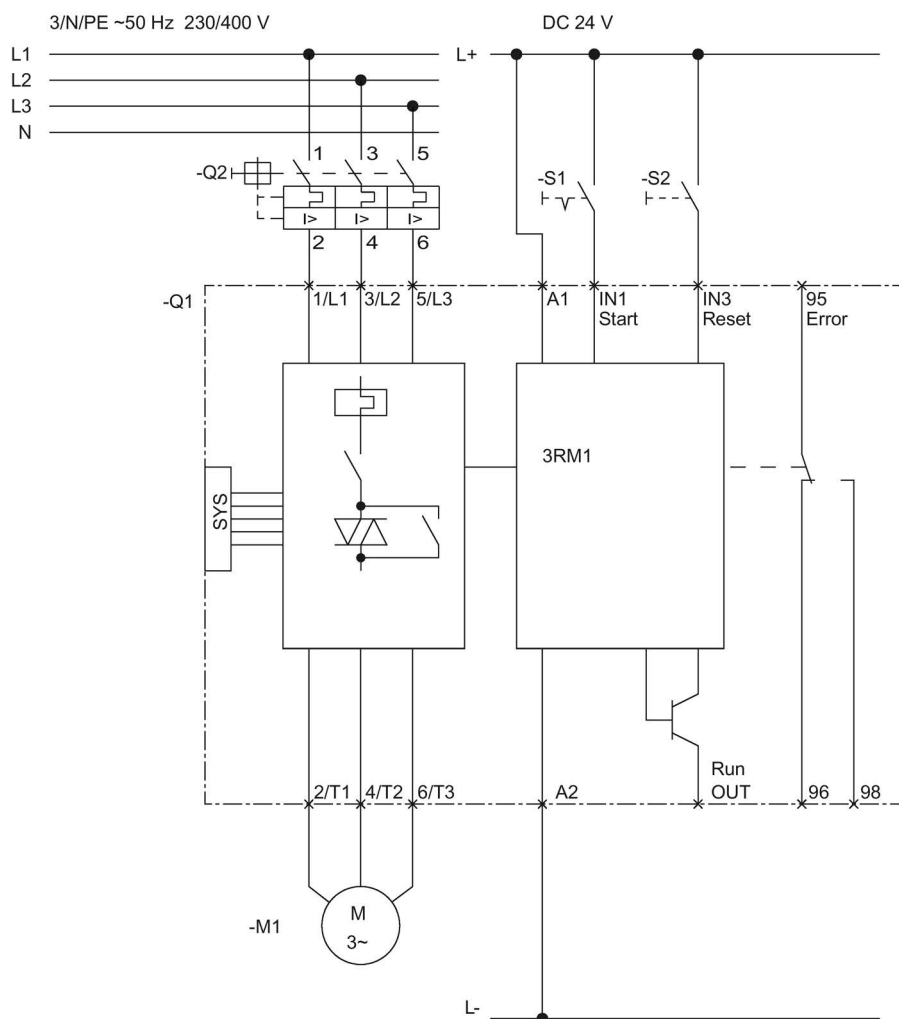 3/N/PE ~50 Hz 230/400 V
DC 24 V
L1
L+
L2
L3
N
1 3 5
-Q2
-S1
-S2
I> I> I>
2 4 6
-Q1
1/L1 3/L2 5/L3
A1
IN1
Start
IN3
Reset
95
Error
3RM1
SYS
Run
OUT
2/T1 4/T2 6/T3
A2
96
98
-M1
M
3~
L-